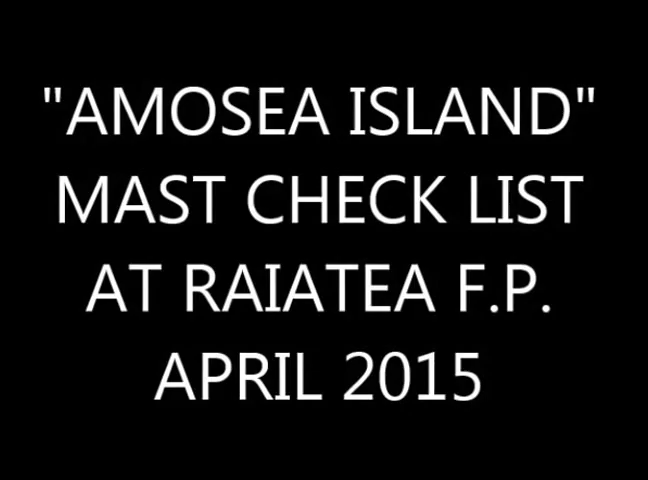 "AMOSEA ISLAND"
MAST CHECK LIST
AT RAIATEA F.P.
APRIL 2015